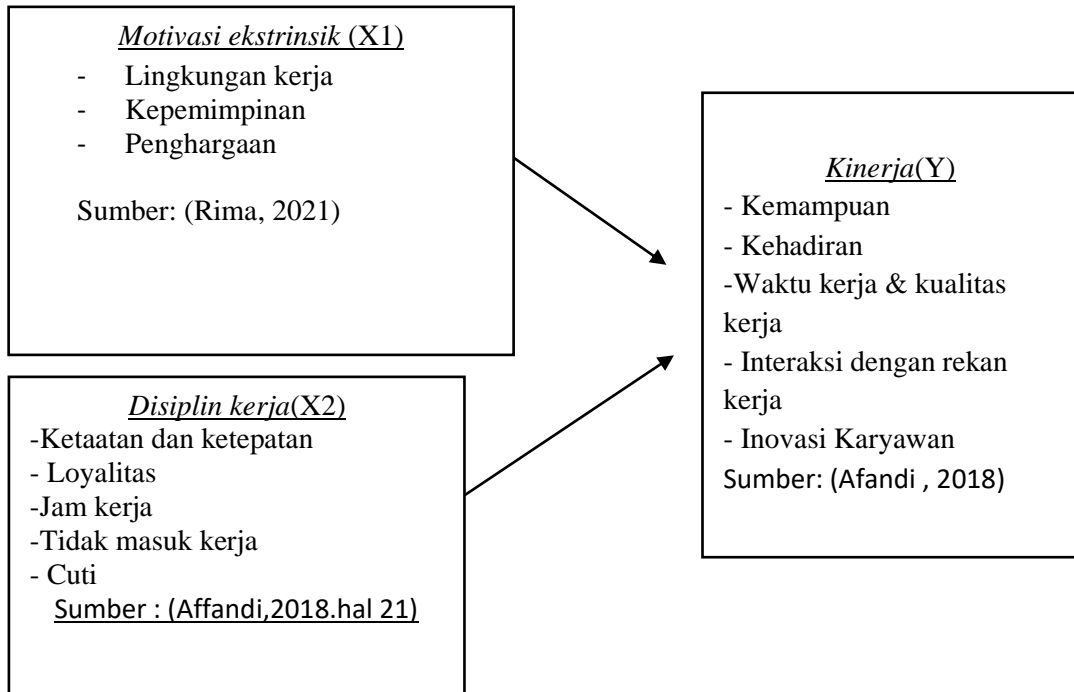 Motivasi ekstrinsik (X1)
- Lingkungan kerja
- Kepemimpinan
- Penghargaan
Sumber: (Rima, 2021)
Disiplin kerja(X2)
-Ketaatan dan ketepatan
- Loyalitas
-Jam kerja
-Tidak masuk kerja
- Cuti
Sumber : (Affandi,2018.hal 21)
Kinerja(Y)
- Kemampuan
- Kehadiran
-Waktu kerja & kualitas
kerja
- Interaksi dengan rekan
kerja
- Inovasi Karyawan
Sumber: (Afandi , 2018)